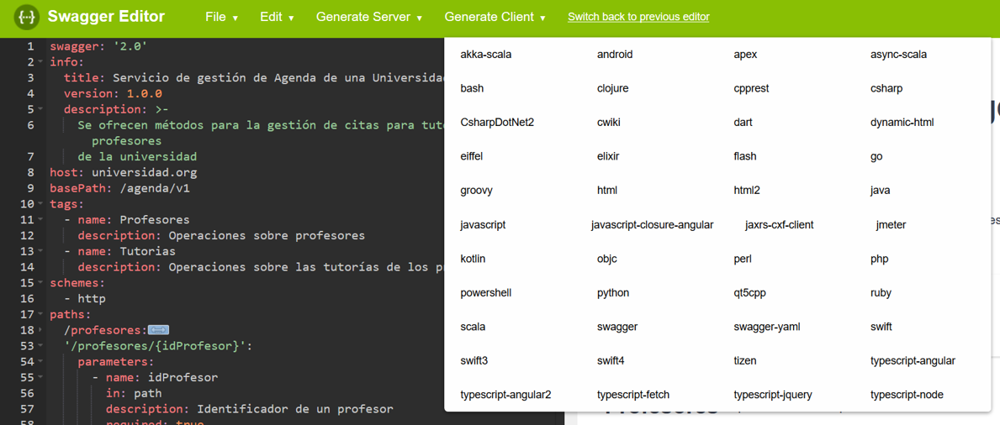 Swagger Editor File Edit Generate Server Generate Client Switch back to previous editor
1 swagger: '2.0'
2 info:
3 title: Servicio de gestión de Agenda de una Universidad
4 version: 1.0.0
5 description: >-
6 Se ofrecen métodos para la gestión de citas para
profesores
7 de la universidad
8 host: universidad.org
9 basePath: /agenda/v1
10 tags:
11 - name: Profesores
12 description: Operaciones sobre profesores
13 - name: Tutorias
14 description: Operaciones sobre las tutorías de los
15 schemes:
16 - http
17 paths:
18 /profesores:
53 '/profesores/{idProfesor}':
54 parameters:
55 - name: idProfesor
56 in: path
57 description: Identificador de un profesor
58 required: true
akka-scala android apex async-scala
bash clojure cpprest csharp
CsharpDotNet2 cwiki dart dynamic-html
eiffel elixir flash go
groovy html html2 java
javascript javascript-closure-angular jaxrs-cxf-client jmeter
kotlin objc perl php
powershell python qt5cpp ruby
scala swagger swagger-yaml swift
swift3 swift4 tizen typescript-angular
typescript-angular2 typescript-fetch typescript-jquery typescript-node
Profesores